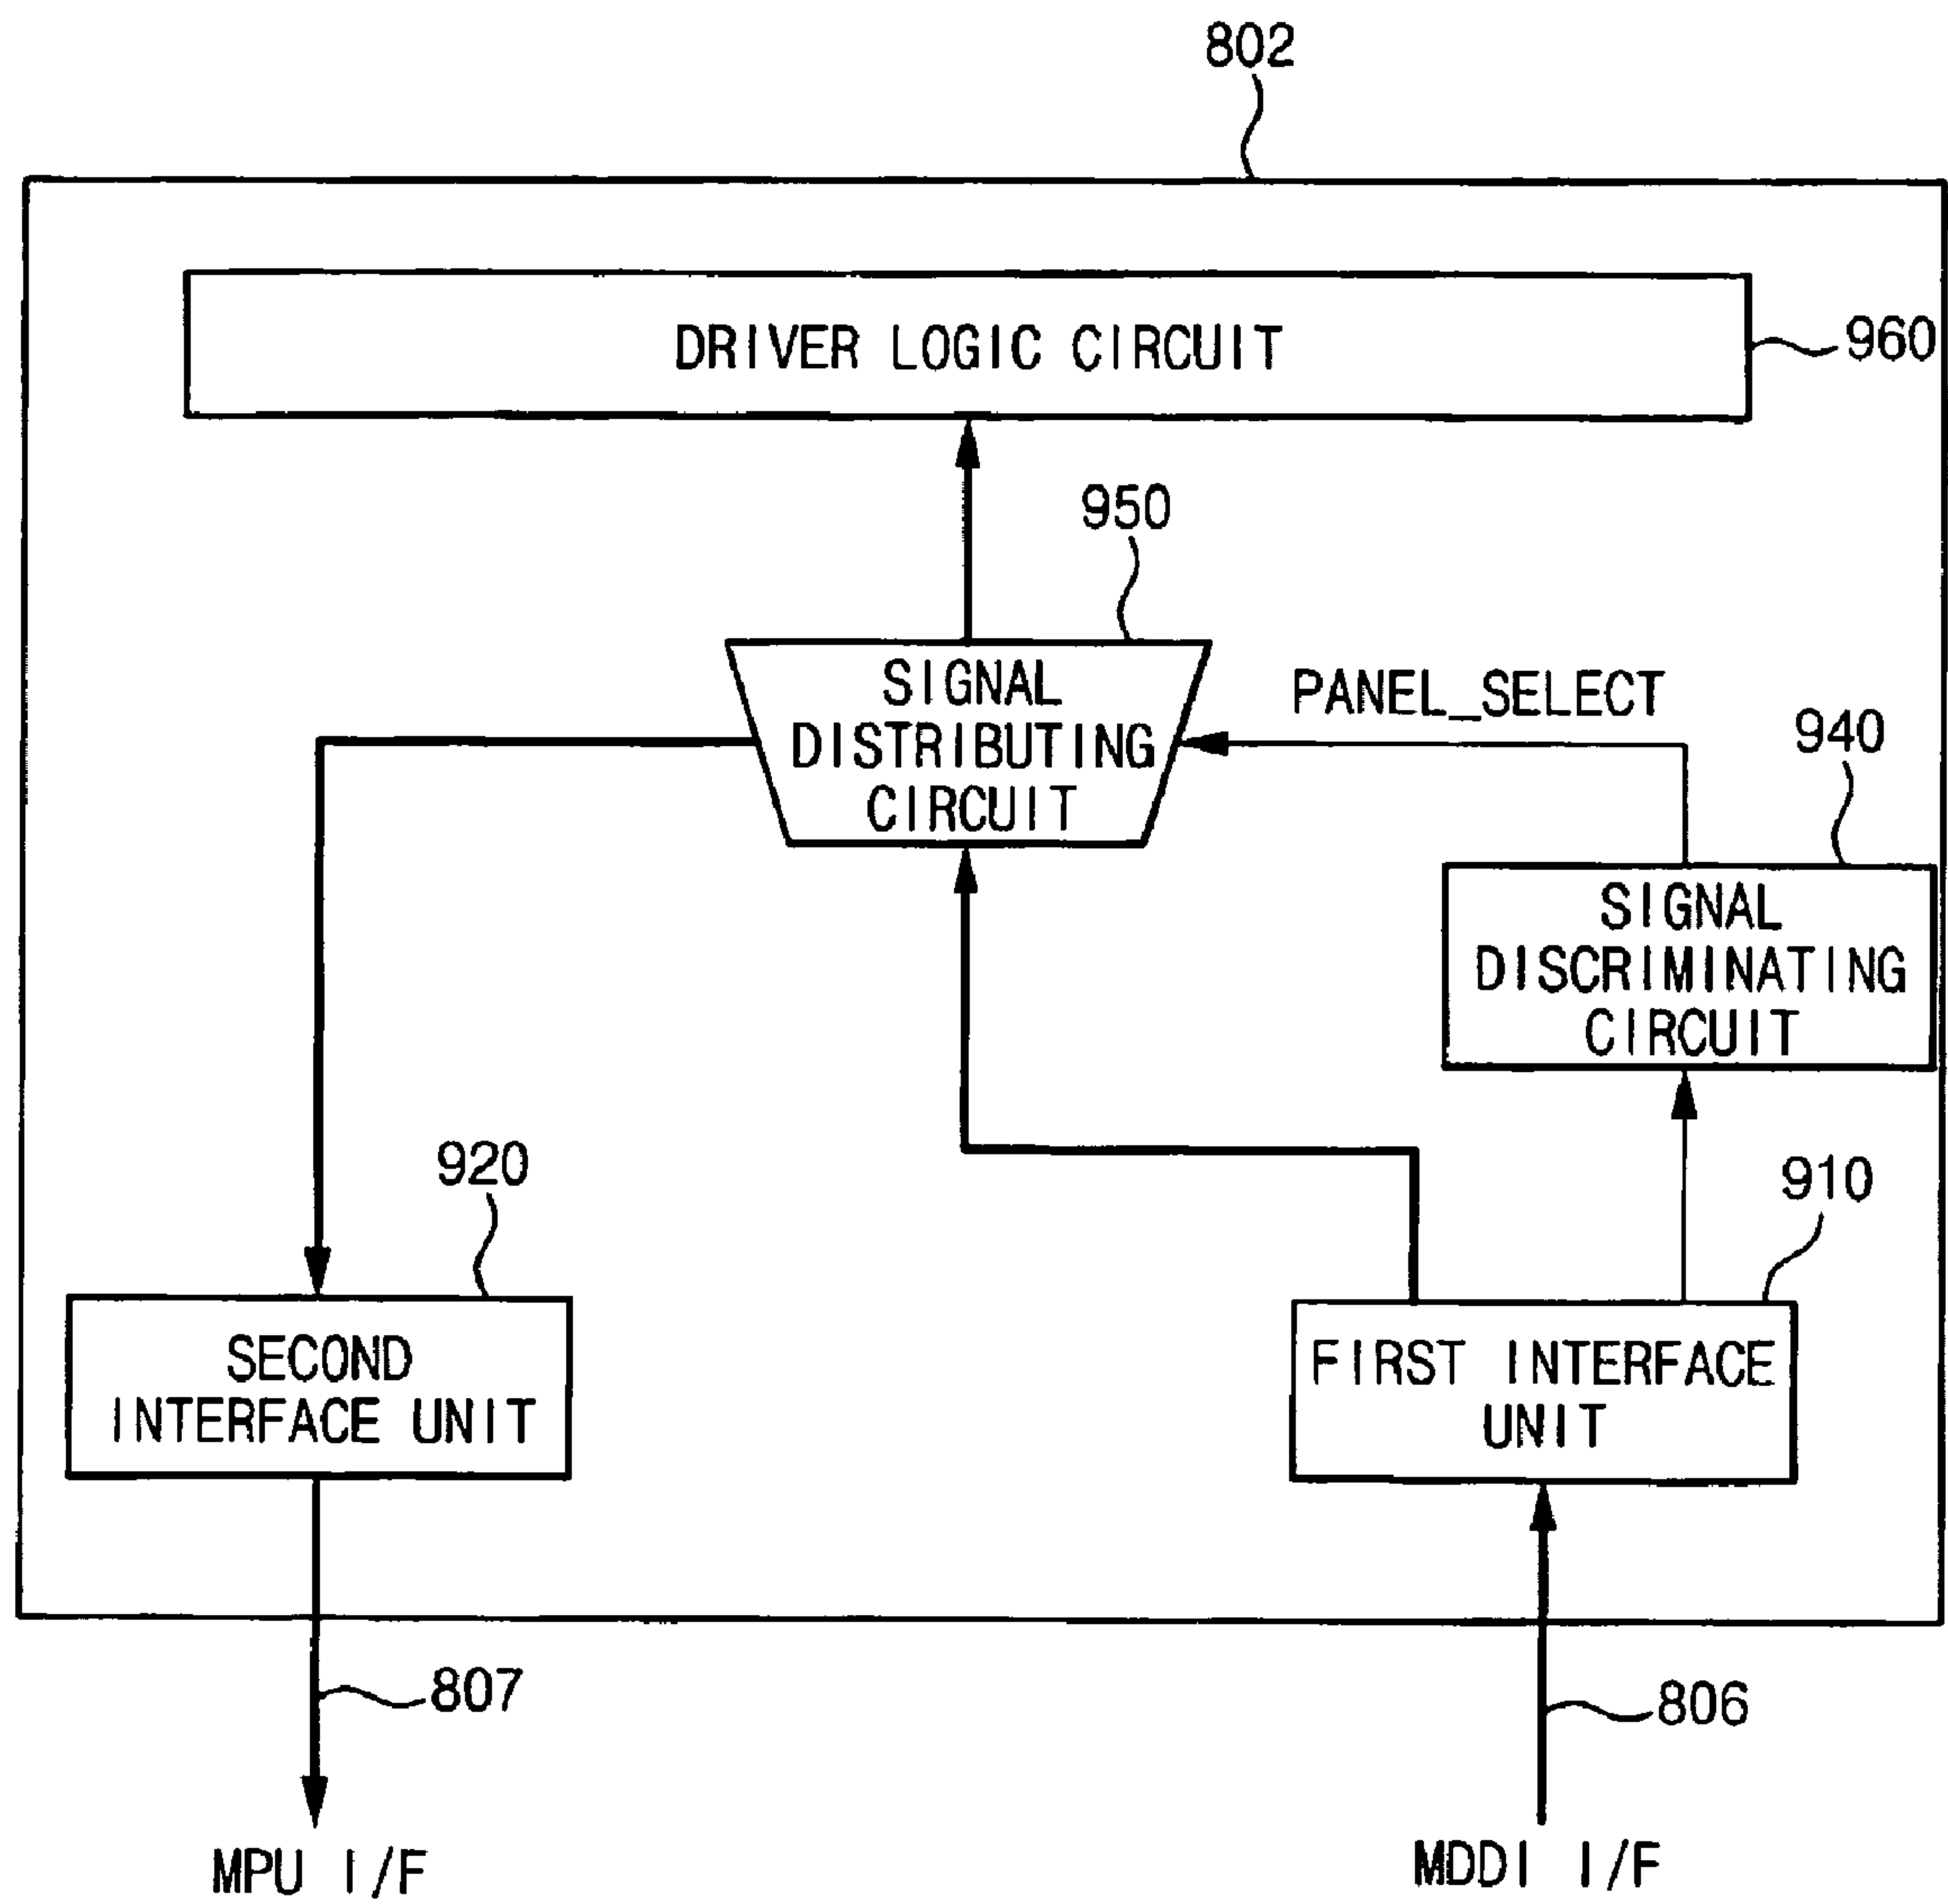 802
DRIVER LOGIC CIRCUIT
960
950
SIGNAL
DISTRIBUTING
CIRCUIT
PANEL_SELECT
940
SIGNAL
DISCRIMINATING
CIRCUIT
920
910
SECOND
INTERFACE UNIT
FIRST INTERFACE
UNIT
807
806
MPU I/F
MDDI I/F